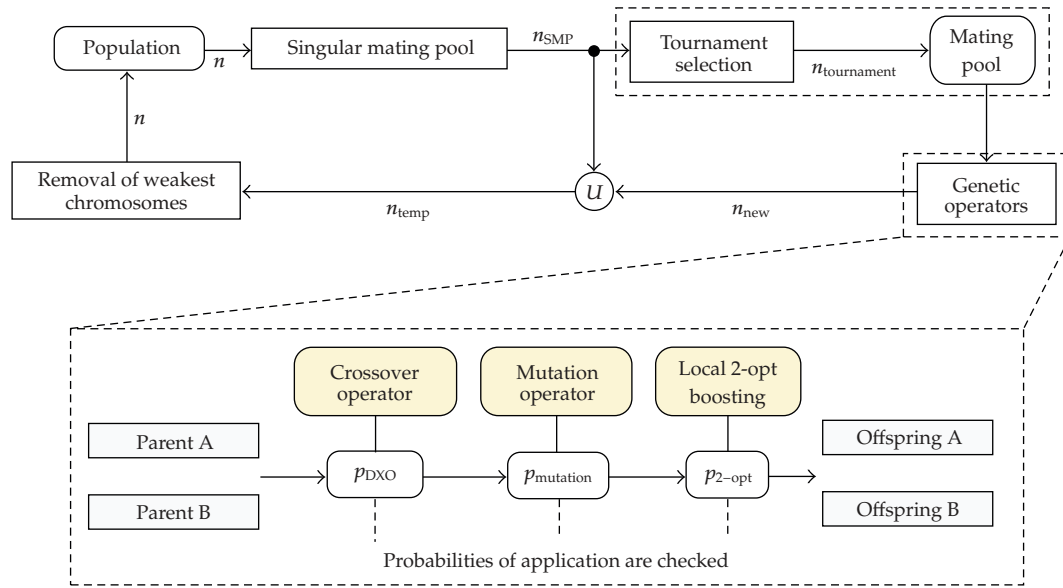 Population
n
Singular mating pool
n_SMP
Tournament
selection
n_tournament
Mating
pool
n
Removal of weakest
chromosomes
n_temp
U
n_new
Genetic
operators
Crossover
operator
Mutation
operator
Local 2-opt
boosting
Parent A
Offspring A
p_DXO
p_mutation
p_2−opt
Parent B
Offspring B
Probabilities of application are checked